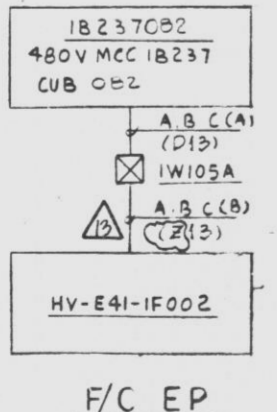 1B237082
480V MCC 1B237
CUB 082
A.B C(A)
(D13)
1W105A
A.B C(B)
13
(E13)
HV-E41-1F002
F/C EP